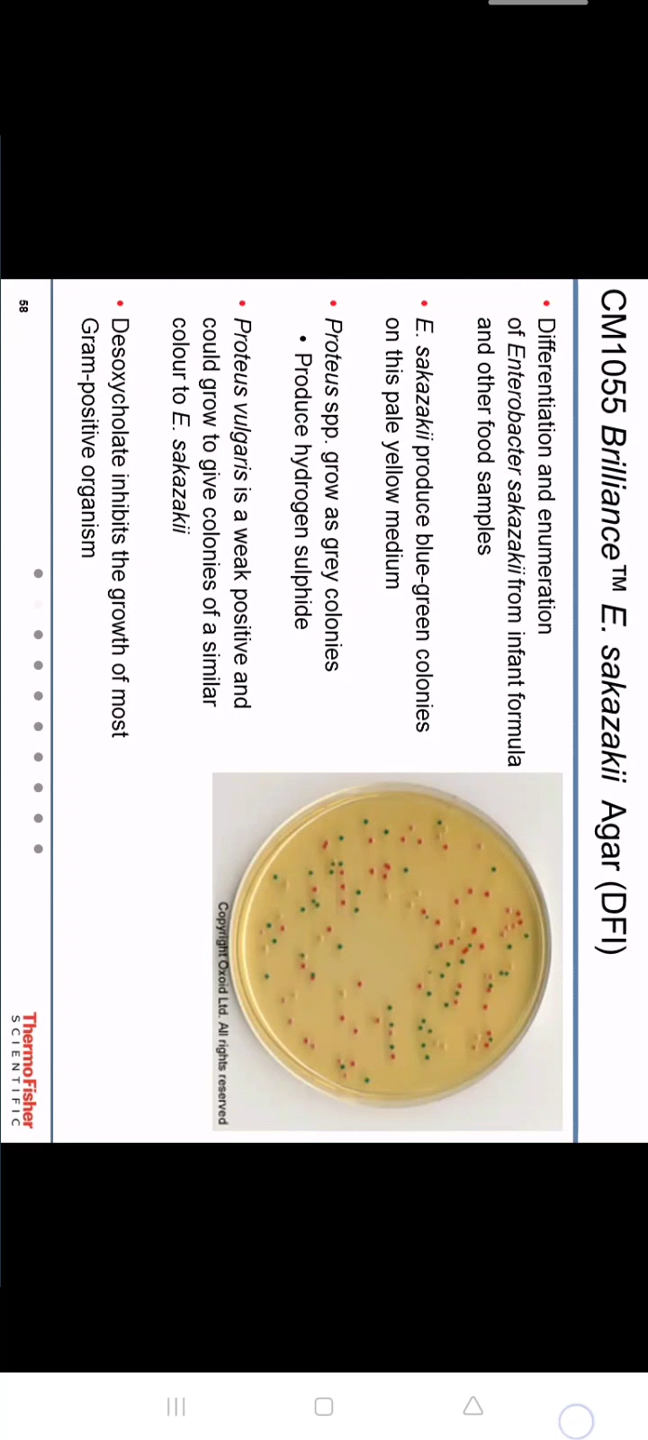 CM1055 Brilliance™ E. sakazakii Agar (DFI)
• Differentiation and enumeration
of Enterobacter sakazakii from infant formula
and other food samples
• E. sakazakii produce blue-green colonies
on this pale yellow medium
• Proteus spp. grow as grey colonies
• Produce hydrogen sulphide
• Proteus vulgaris is a weak positive and
could grow to give colonies of a similar
colour to E. sakazakii
• Desoxycholate inhibits the growth of most
Gram-positive organism
Copyright Oxoid Ltd. All rights reserved
58
ThermoFisher
SCIENTIFIC